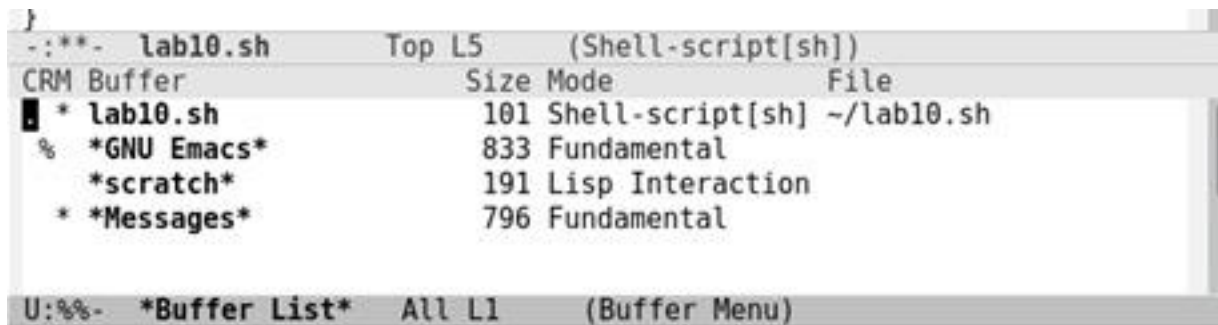 }
-:**-  lab10.sh       Top L5     (Shell-script[sh])
CRM Buffer                Size Mode             File
. * lab10.sh               101 Shell-script[sh] ~/lab10.sh
 %  *GNU Emacs*            833 Fundamental
    *scratch*              191 Lisp Interaction
  * *Messages*             796 Fundamental
U:%%-  *Buffer List*   All L1     (Buffer Menu)